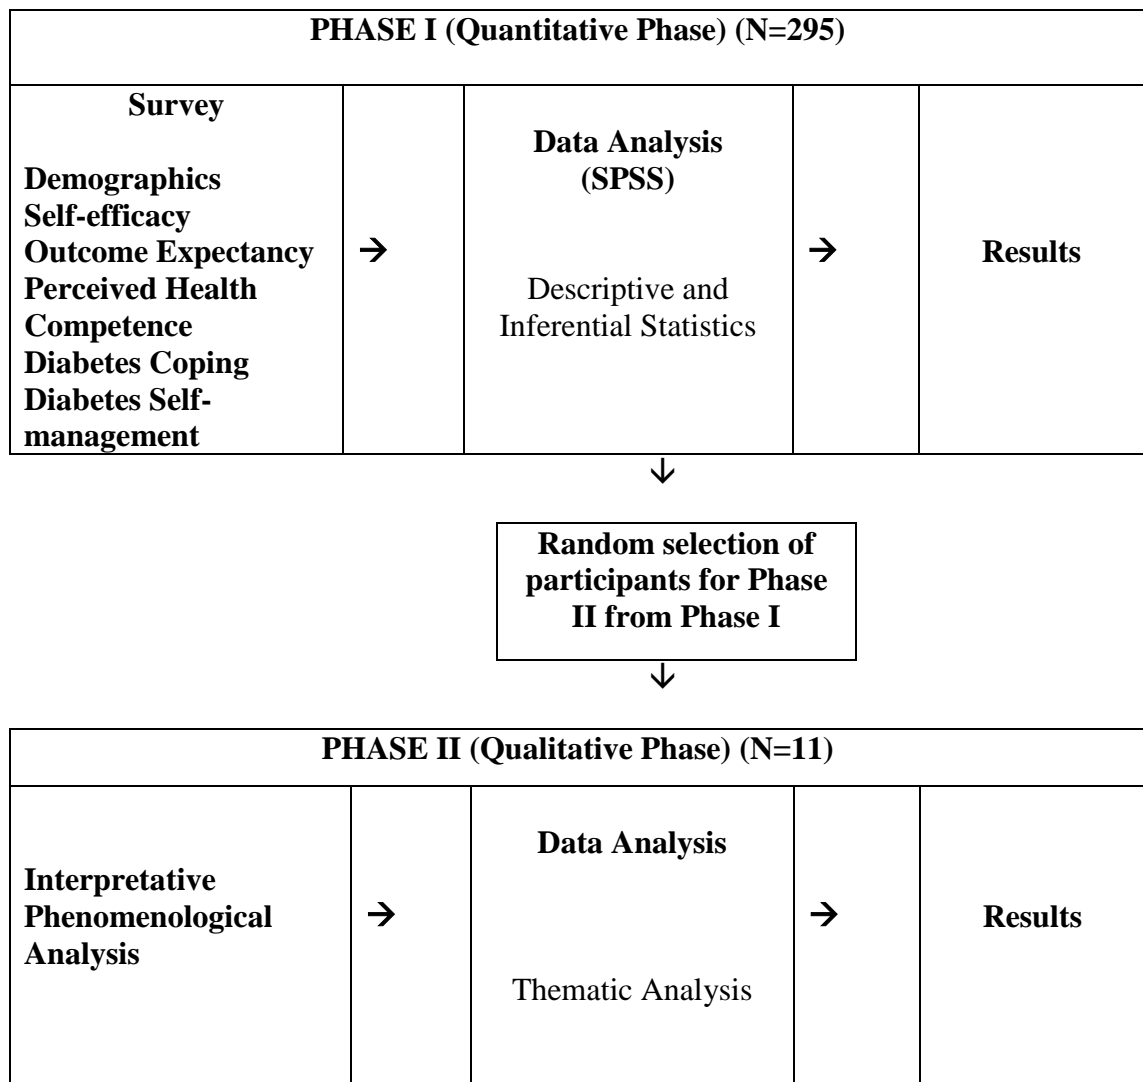 PHASE I (Quantitative Phase) (N=295)
Survey
Demographics
Self-efficacy
Outcome Expectancy
Perceived Health
Competence
Diabetes Coping
Diabetes Self-
management
→
Data Analysis
(SPSS)
Descriptive and
Inferential Statistics
→
Results
↓
Random selection of
participants for Phase
II from Phase I
↓
PHASE II (Qualitative Phase) (N=11)
Interpretative
Phenomenological
Analysis
→
Data Analysis
Thematic Analysis
→
Results